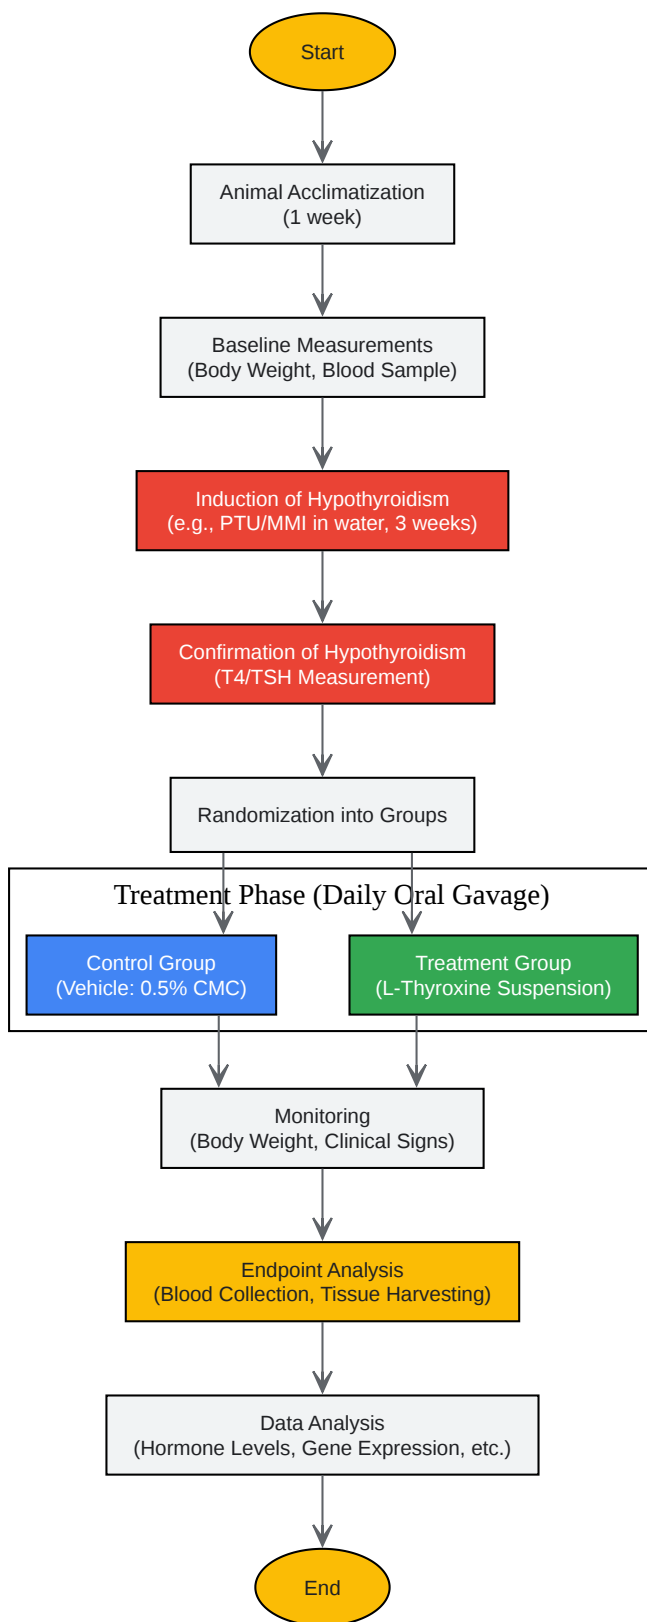 Start
Animal Acclimatization
(1 week)
Baseline Measurements
(Body Weight, Blood Sample)
Induction of Hypothyroidism
(e.g., PTU/MMI in water, 3 weeks)
Confirmation of Hypothyroidism
(T4/TSH Measurement)
Randomization into Groups
Treatment Phase (Daily Oral Gavage)
Control Group
(Vehicle: 0.5% CMC)
Treatment Group
(L-Thyroxine Suspension)
Monitoring
(Body Weight, Clinical Signs)
Endpoint Analysis
(Blood Collection, Tissue Harvesting)
Data Analysis
(Hormone Levels, Gene Expression, etc.)
End